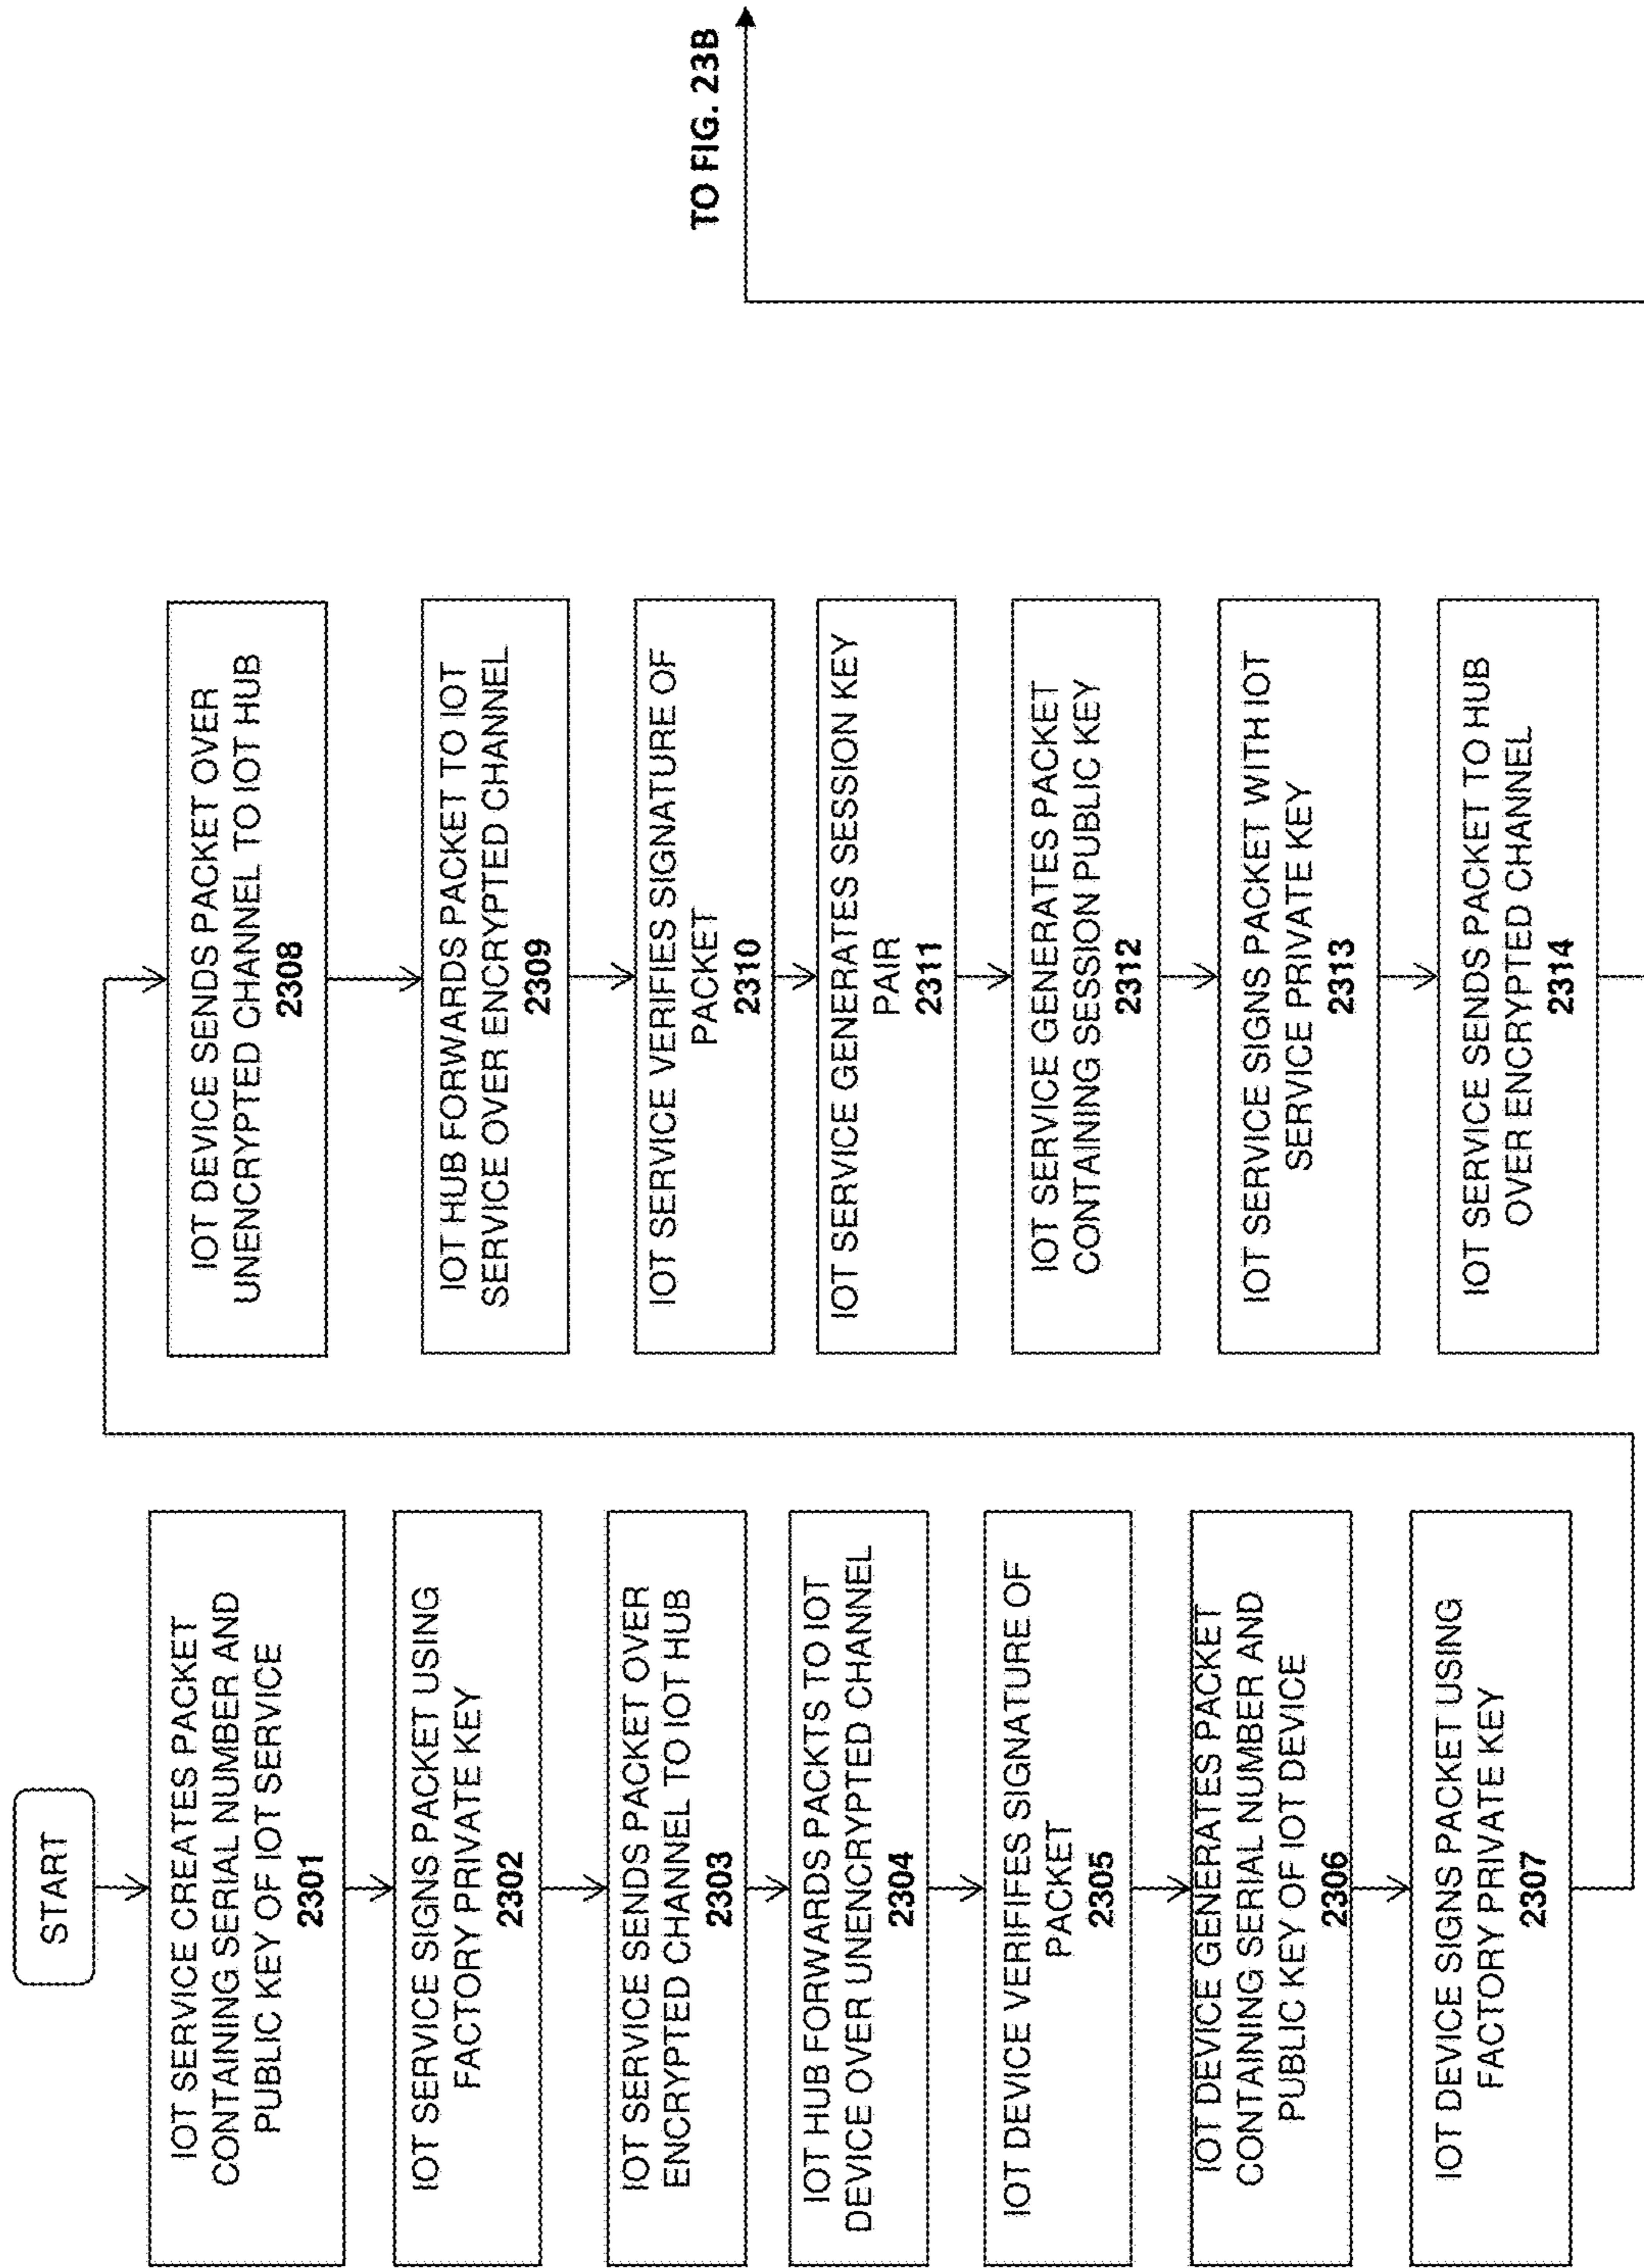 START
IOT SERVICE CREATES PACKET
CONTAINING SERIAL NUMBER AND
PUBLIC KEY OF IOT SERVICE
2301
IOT SERVICE SIGNS PACKET USING
FACTORY PRIVATE KEY
2302
IOT SERVICE SENDS PACKET OVER
ENCRYPTED CHANNEL TO IOT HUB
2303
IOT HUB FORWARDS PACKTS TO IOT
DEVICE OVER UNENCRYPTED CHANNEL
2304
IOT DEVICE VERIFIFES SIGNATURE OF
PACKET
2305
IOT DEVICE GENERATES PACKET
CONTAINING SERIAL NUMBER AND
PUBLIC KEY OF IOT DEVICE
2306
IOT DEVICE SIGNS PACKET USING
FACTORY PRIVATE KEY
2307
IOT DEVICE SENDS PACKET OVER
UNENCRYPTED CHANNEL TO IOT HUB
2308
IOT HUB FORWARDS PACKET TO IOT
SERVICE OVER ENCRYPTED CHANNEL
2309
IOT SERVICE VERIFIES SIGNATURE OF
PACKET
2310
IOT SERVICE GENERATES SESSION KEY
PAIR
2311
IOT SERVICE GENERATES PACKET
CONTAINING SESSION PUBLIC KEY
2312
IOT SERVICE SIGNS PACKET WITH IOT
SERVICE PRIVATE KEY
2313
IOT SERVICE SENDS PACKET TO HUB
OVER ENCRYPTED CHANNEL
2314
TO FIG. 23B